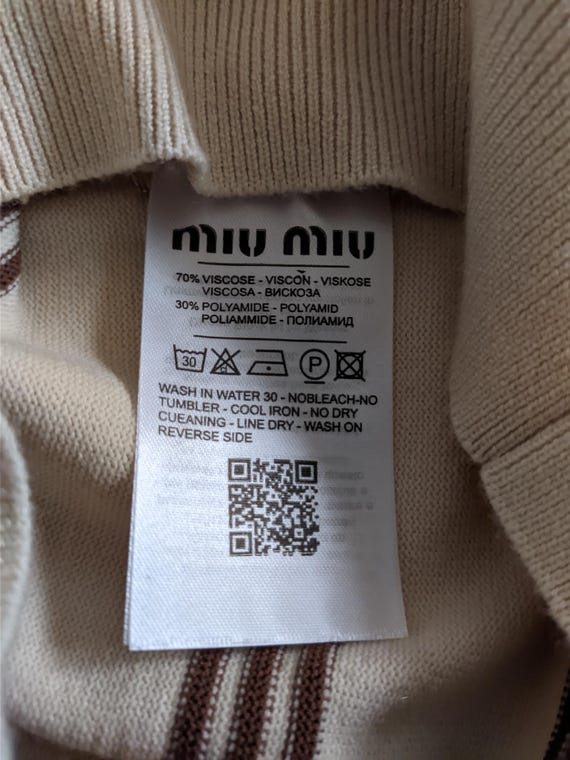 miu miu
70% VISCOSE - VISCÕN - VISKOSE
VISCOSA - ВИСКОЗА
30% POLYAMIDE - POLYAMID
POLIAMMIDE - ПОЛИАМИД
30 P
WASH IN WATER 30 - NOBLEACH-NO
TUMBLER - COOL IRON - NO DRY
CUEANING - LINE DRY - WASH ON
REVERSE SIDE